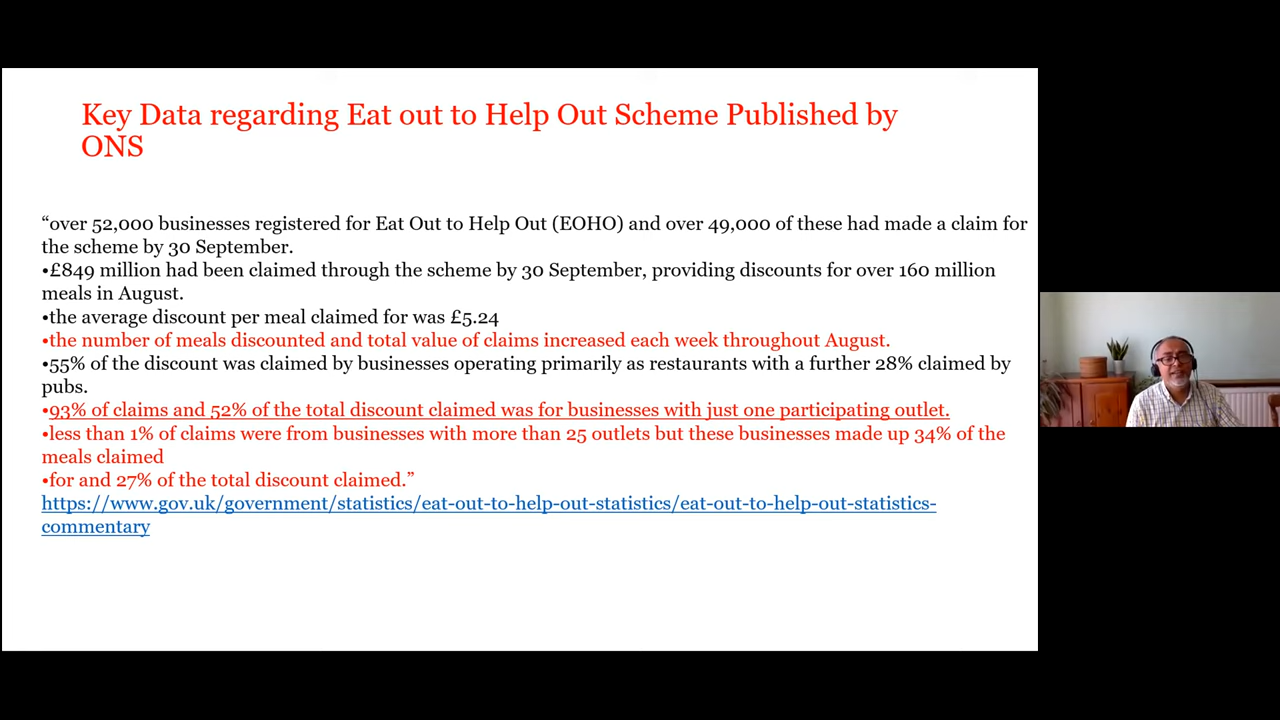 Key Data regarding Eat out to Help Out Scheme Published by
ONS
“over 52,000 businesses registered for Eat Out to Help Out (EOHO) and over 49,000 of these had made a claim for
the scheme by 30 September.
•£849 million had been claimed through the scheme by 30 September, providing discounts for over 160 million
meals in August.
•the average discount per meal claimed for was £5.24
•the number of meals discounted and total value of claims increased each week throughout August.
•55% of the discount was claimed by businesses operating primarily as restaurants with a further 28% claimed by
pubs.
•93% of claims and 52% of the total discount claimed was for businesses with just one participating outlet.
•less than 1% of claims were from businesses with more than 25 outlets but these businesses made up 34% of the
meals claimed
•for and 27% of the total discount claimed.”
https://www.gov.uk/government/statistics/eat-out-to-help-out-statistics/eat-out-to-help-out-statistics-
commentary